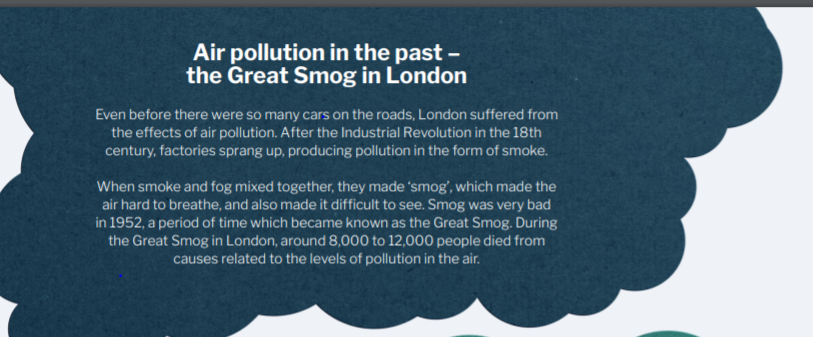 Air pollution in the past –
the Great Smog in London
Even before there were so many cars on the roads, London suffered from
the effects of air pollution. After the Industrial Revolution in the 18th
century, factories sprang up, producing pollution in the form of smoke.
When smoke and fog mixed together, they made ‘smog’, which made the
air hard to breathe, and also made it difficult to see. Smog was very bad
in 1952, a period of time which became known as the Great Smog. During
the Great Smog in London, around 8,000 to 12,000 people died from
causes related to the levels of pollution in the air.